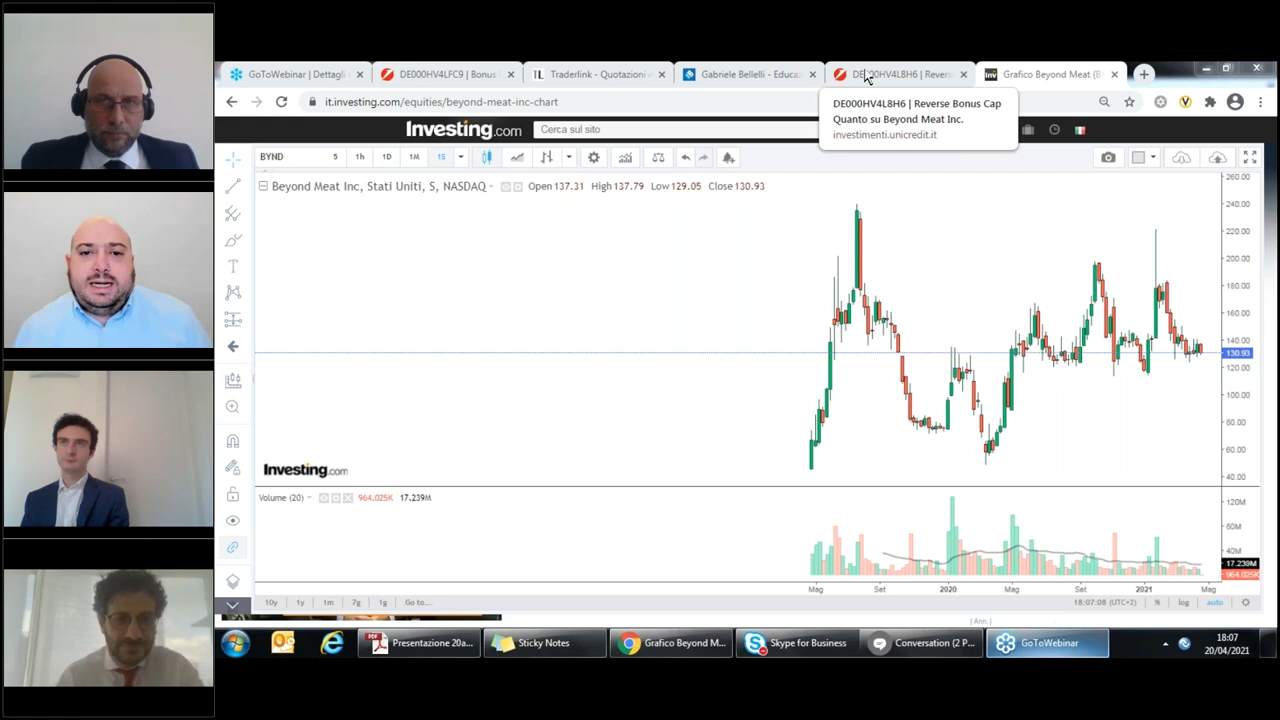 GoToWebinar | Dettagli
DE000HV4LFC9 | Bonus
Traderlink - Quotazioni
Gabriele Bellelli - Educaz
DE000HV4L8H6 | Reverse
Grafico Beyond Meat (B
it.investing.com/equities/beyond-meat-inc-chart
DE000HV4L8H6 | Reverse Bonus Cap
Quanto su Beyond Meat Inc.
investimenti.unicredit.it
Investing.com
Cerca sul sito
BYND
5
1h
1D
1M
1S
Beyond Meat Inc, Stati Uniti, S, NASDAQ
Open 137.31 High 137.79 Low 129.05 Close 130.93
260.00
240.00
220.00
200.00
180.00
160.00
140.00
130.93
120.00
100.00
80.00
60.00
40.00
Investing.com
Volume (20)
964.025K 17.239M
120M
80M
40M
17.239M
964.025K
Mag Set 2020 Mag Set 2021 Mag
10y 1y 1m 7g 1g Go to...
18:07:08 (UTC+2) % log auto
[ Ann. ]
Presentazione 20a...
Sticky Notes
Grafico Beyond M...
Skype for Business
Conversation (2 P...
GoToWebinar
18:07
20/04/2021